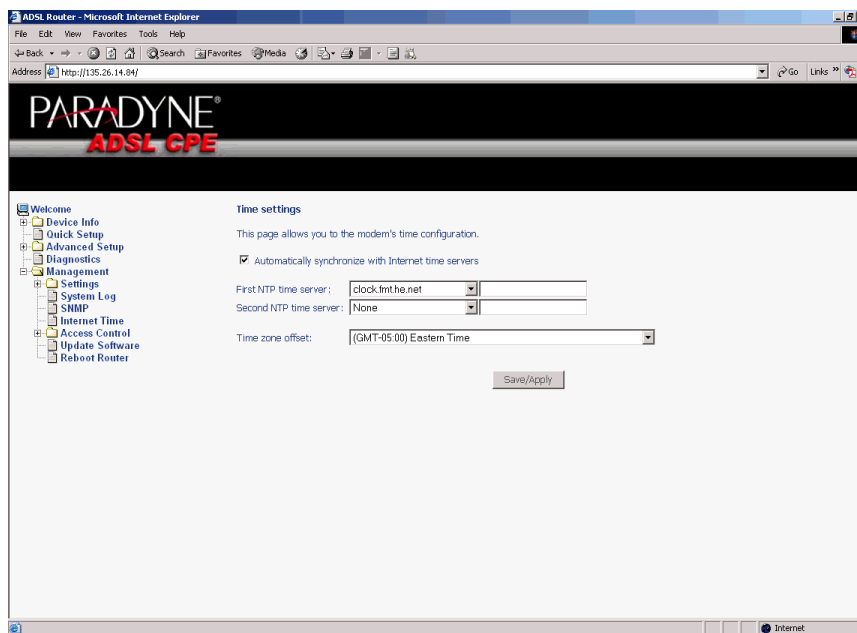 ADSL Router - Microsoft Internet Explorer
File Edit View Favorites Tools Help
Back Search Favorites Media
Address http://135.26.14.84/ Go Links »
PARADYNE®
ADSL CPE
Welcome
Device Info
Quick Setup
Advanced Setup
Diagnostics
Management
Settings
System Log
SNMP
Internet Time
Access Control
Update Software
Reboot Router
Time settings
This page allows you to the modem's time configuration.
Automatically synchronize with Internet time servers
First NTP time server: clock.fmt.he.net
Second NTP time server: None
Time zone offset: (GMT-05:00) Eastern Time
Save/Apply
Internet